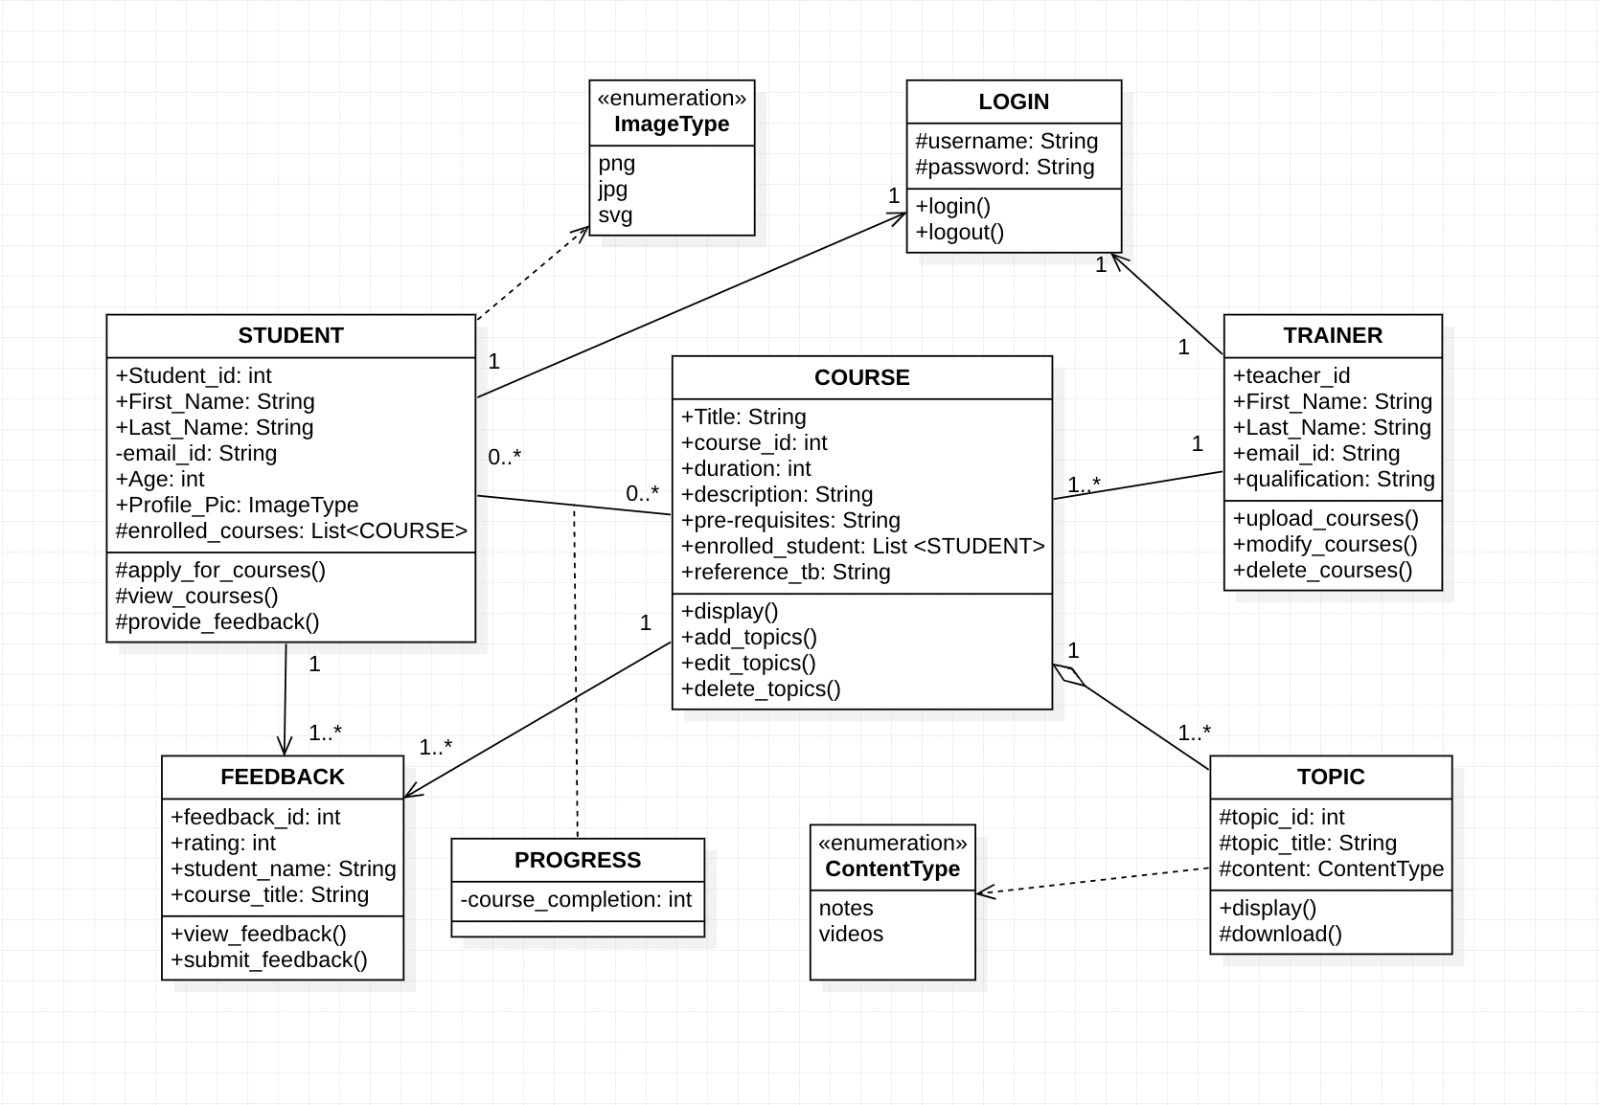 «enumeration»
ImageType
png
jpg
svg
LOGIN
#username: String
#password: String
+login()
+logout()
1
1
STUDENT
+Student_id: int
+First_Name: String
+Last_Name: String
-email_id: String
+Age: int
+Profile_Pic: ImageType
#enrolled_courses: List<COURSE>
#apply_for_courses()
#view_courses()
#provide_feedback()
1
0..*
0..*
COURSE
+Title: String
+course_id: int
+duration: int
+description: String
+pre-requisites: String
+enrolled_student: List <STUDENT>
+reference_tb: String
+display()
+add_topics()
+edit_topics()
+delete_topics()
1
1
1..*
TRAINER
+teacher_id
+First_Name: String
+Last_Name: String
+email_id: String
+qualification: String
+upload_courses()
+modify_courses()
+delete_courses()
1
1..*
1
1..*
1
1..*
FEEDBACK
+feedback_id: int
+rating: int
+student_name: String
+course_title: String
+view_feedback()
+submit_feedback()
PROGRESS
-course_completion: int
«enumeration»
ContentType
notes
videos
TOPIC
#topic_id: int
#topic_title: String
#content: ContentType
+display()
#download()